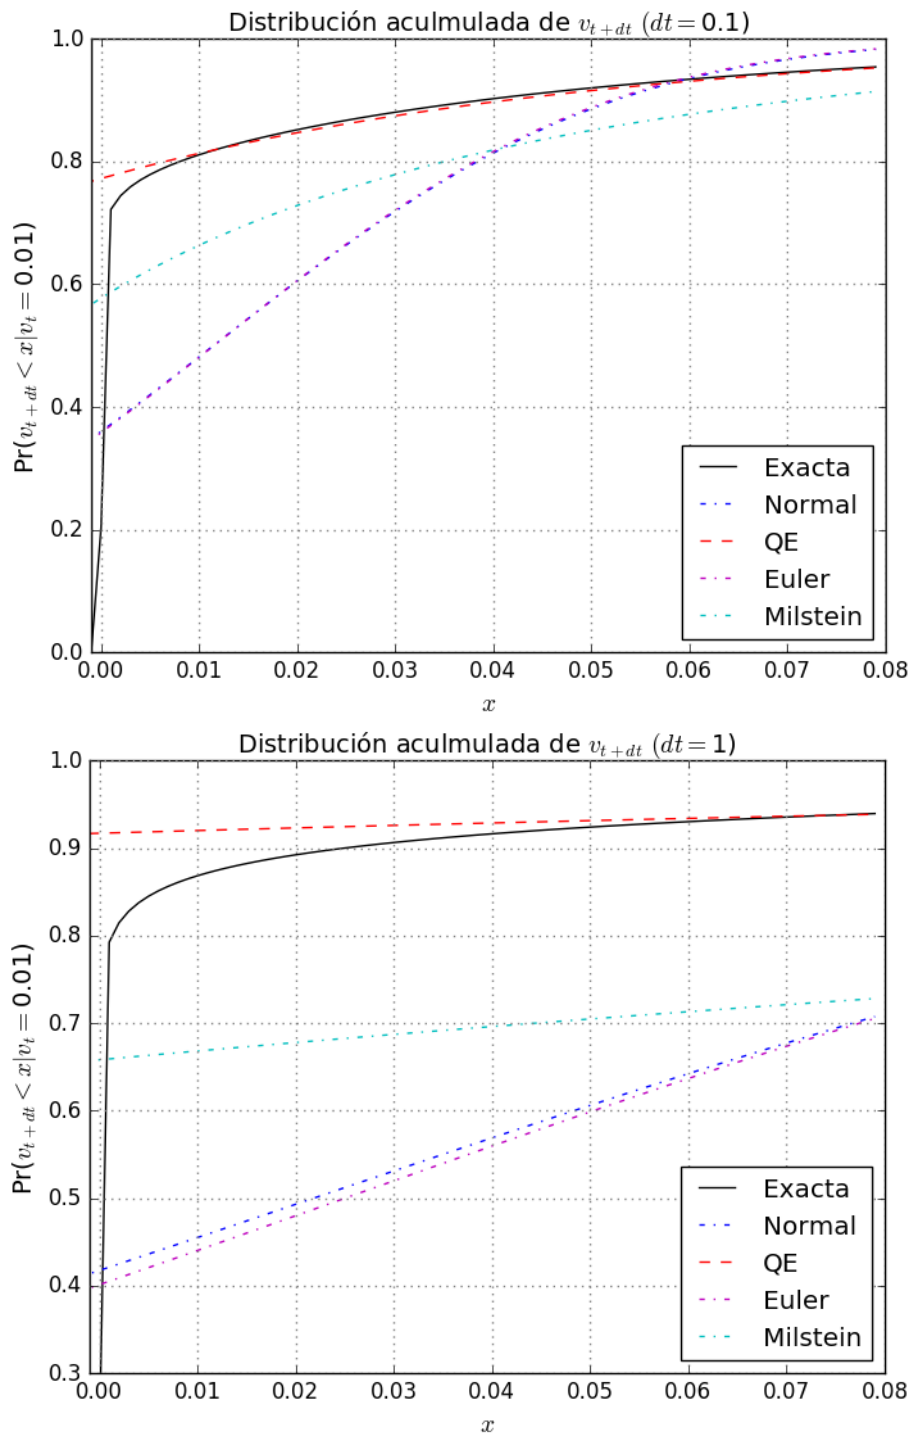 Distribución aculmulada de v_{t+dt} (dt=0.1)
1.0
0.8
0.6
0.4
0.2
0.0
Pr(v_{t+dt} < x|v_t = 0.01)
Exacta
Normal
QE
Euler
Milstein
0.00 0.01 0.02 0.03 0.04 0.05 0.06 0.07 0.08
x
Distribución aculmulada de v_{t+dt} (dt=1)
1.0
0.9
0.8
0.7
0.6
0.5
0.4
0.3
Pr(v_{t+dt} < x|v_t = 0.01)
Exacta
Normal
QE
Euler
Milstein
0.00 0.01 0.02 0.03 0.04 0.05 0.06 0.07 0.08
x